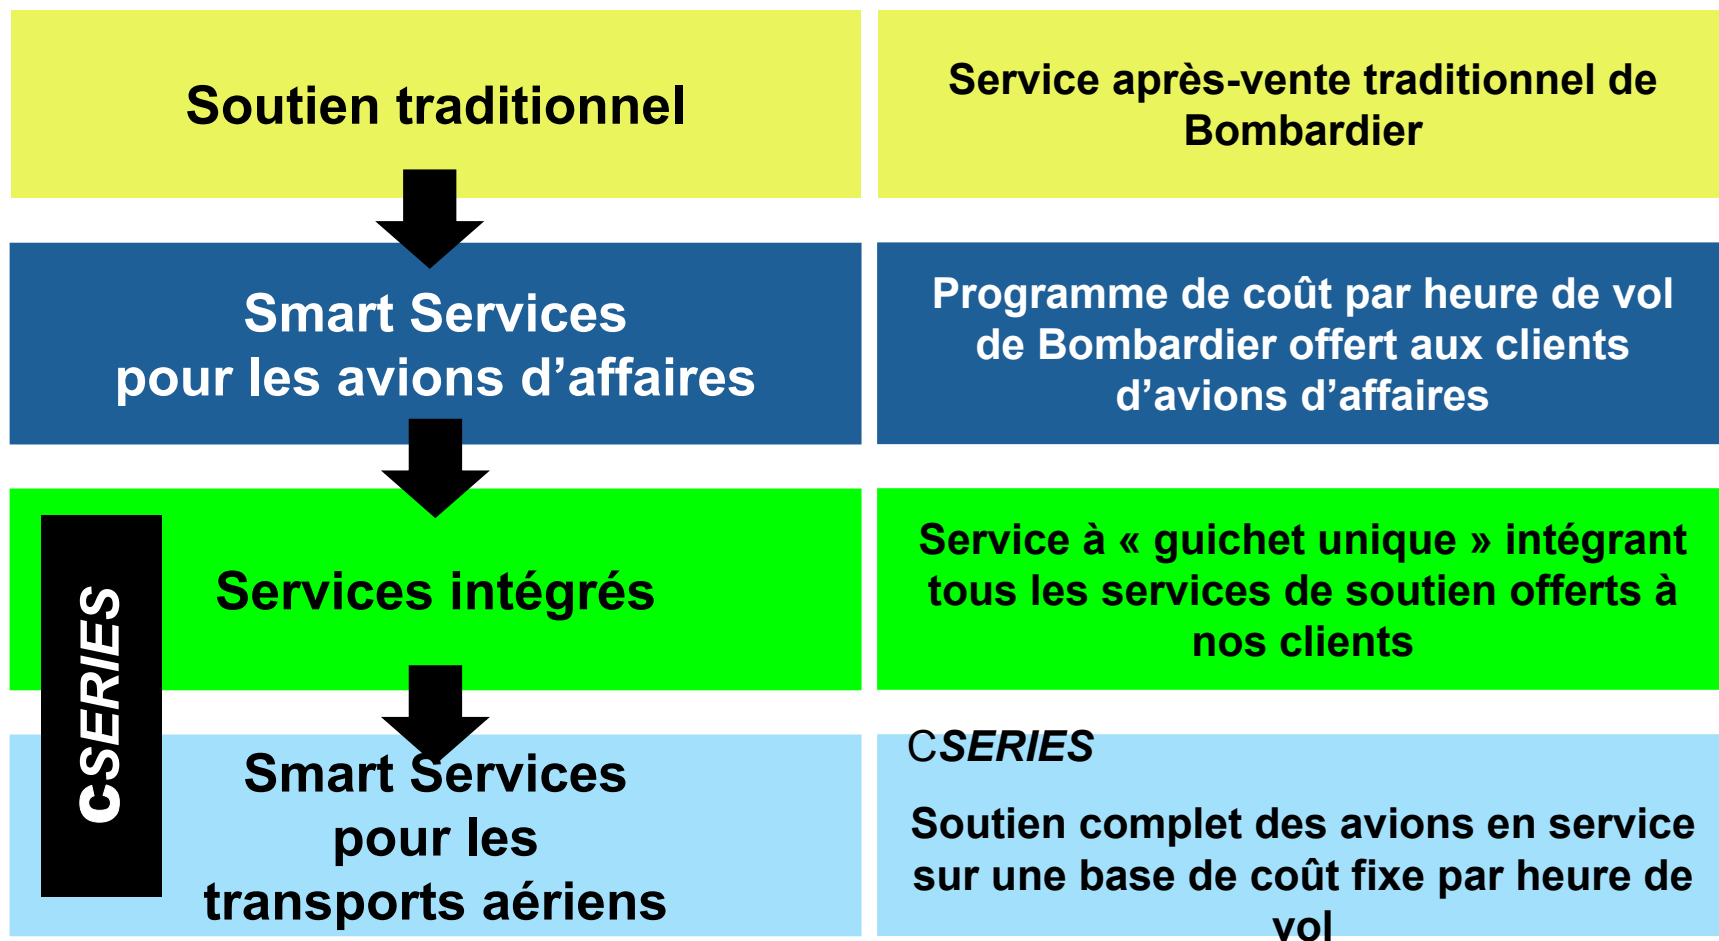 Soutien traditionnel
Service après-vente traditionnel de
Bombardier
Smart Services
pour les avions d’affaires
Programme de coût par heure de vol
de Bombardier offert aux clients
d’avions d’affaires
CSERIES
Services intégrés
Service à « guichet unique » intégrant
tous les services de soutien offerts à
nos clients
Smart Services
pour les
transports aériens
CSERIES
Soutien complet des avions en service
sur une base de coût fixe par heure de
vol